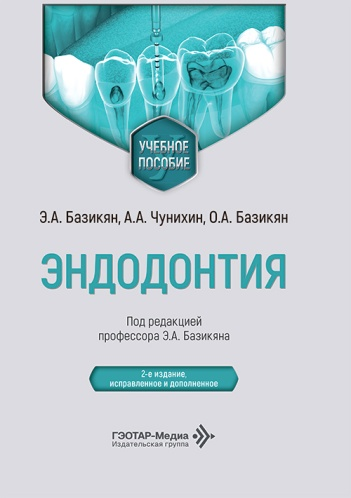 УЧЕБНОЕ
ПОСОБИЕ
Э.А. Базикян, А.А. Чунихин, О.А. Базикян
ЭНДОДОНТИЯ
Под редакцией
профессора Э.А. Базикяна
2-е издание,
исправленное и дополненное
ГЭОТАР-Медиа
Издательская группа